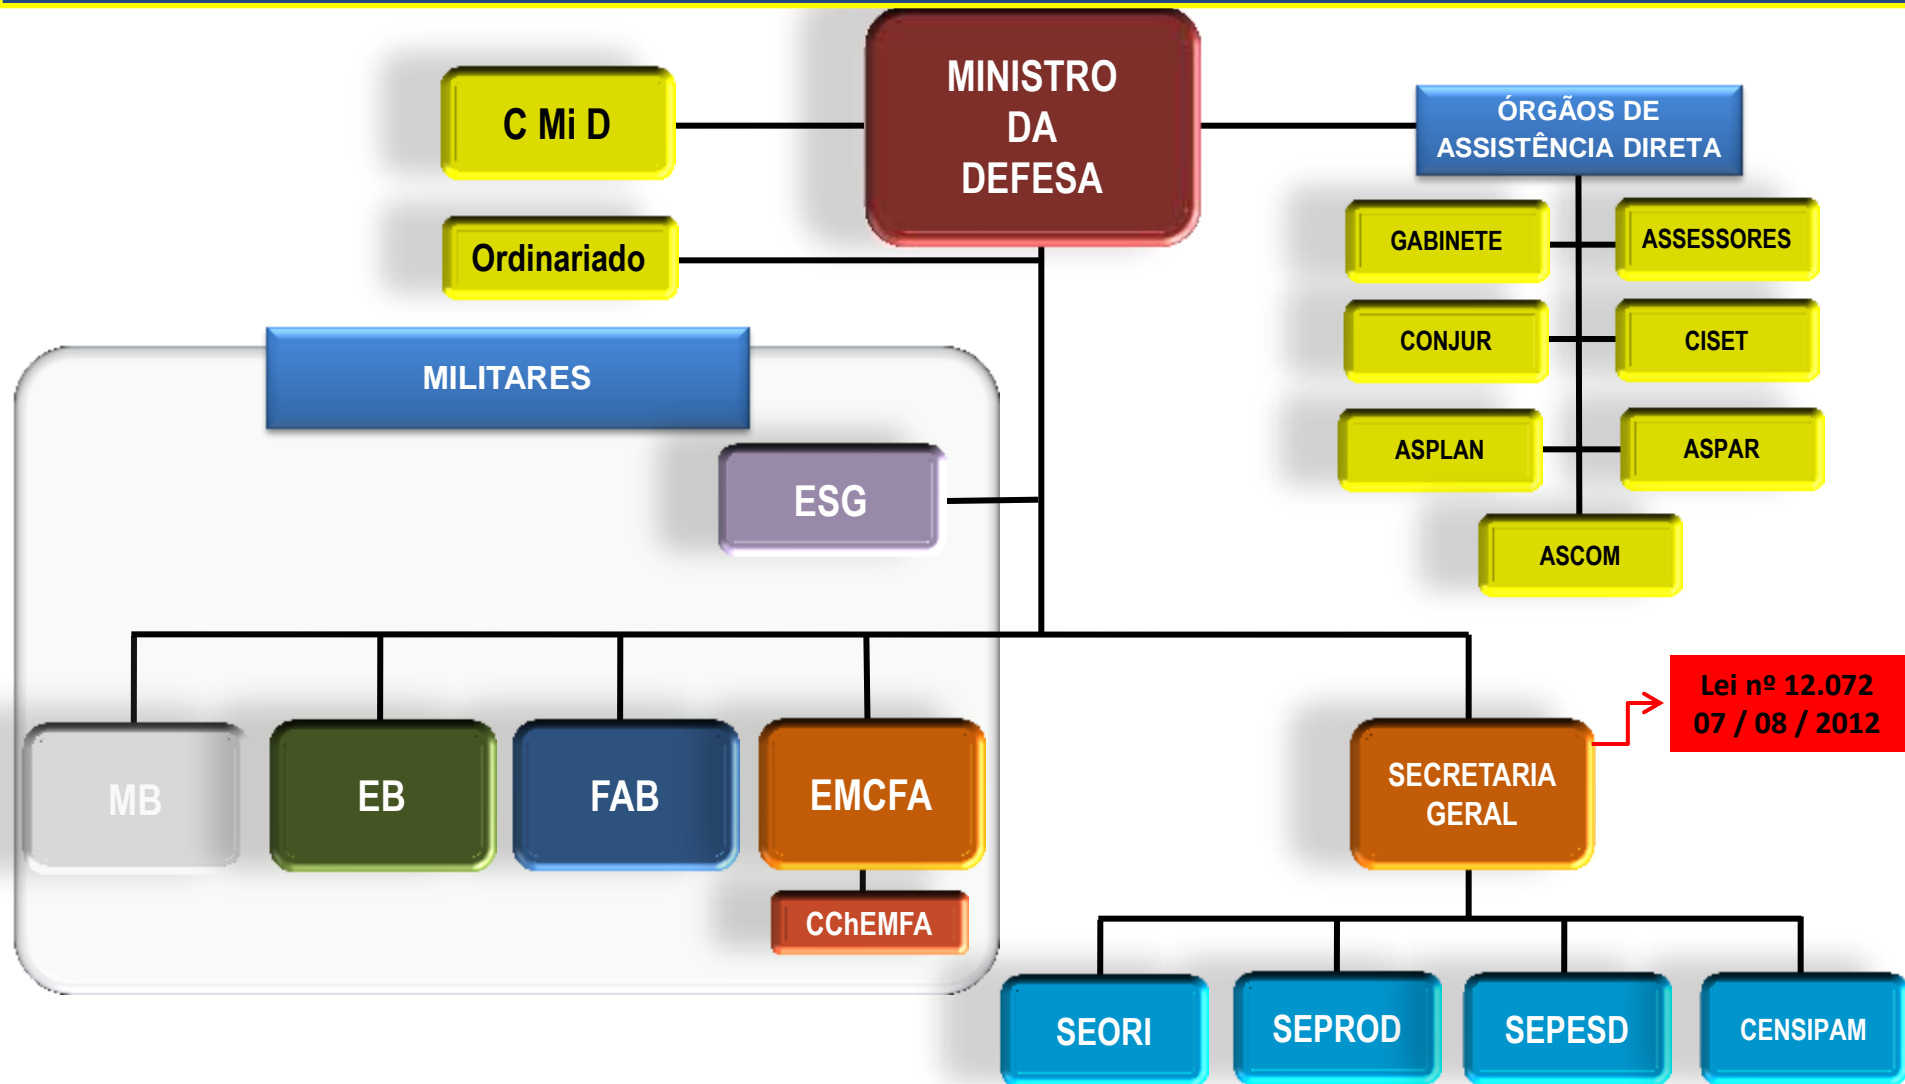 MINISTRO
DA
DEFESA
C Mi D
ÓRGÃOS DE
ASSISTÊNCIA DIRETA
Ordinariado
GABINETE
ASSESSORES
CONJUR
CISET
ASPLAN
ASPAR
ASCOM
MILITARES
ESG
MB
EB
FAB
EMCFA
CChEMFA
SECRETARIA
GERAL
Lei nº 12.072
07 / 08 / 2012
SEORI
SEPROD
SEPESD
CENSIPAM